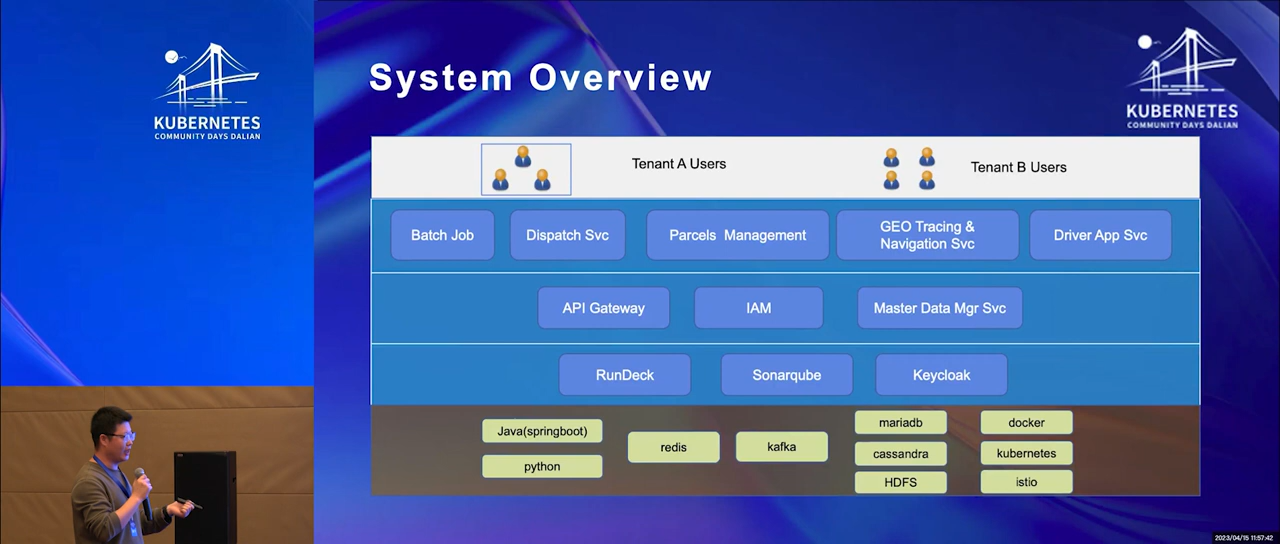 KUBERNETES
COMMUNITY DAYS DALIAN
System Overview
KUBERNETES
COMMUNITY DAYS DALIAN
Tenant A Users
Tenant B Users
Batch Job
Dispatch Svc
Parcels Management
GEO Tracing &
Navigation Svc
Driver App Svc
API Gateway
IAM
Master Data Mgr Svc
RunDeck
Sonarqube
Keycloak
Java(springboot)
python
redis
kafka
mariadb
cassandra
HDFS
docker
kubernetes
istio
2023/04/15 11:57:42